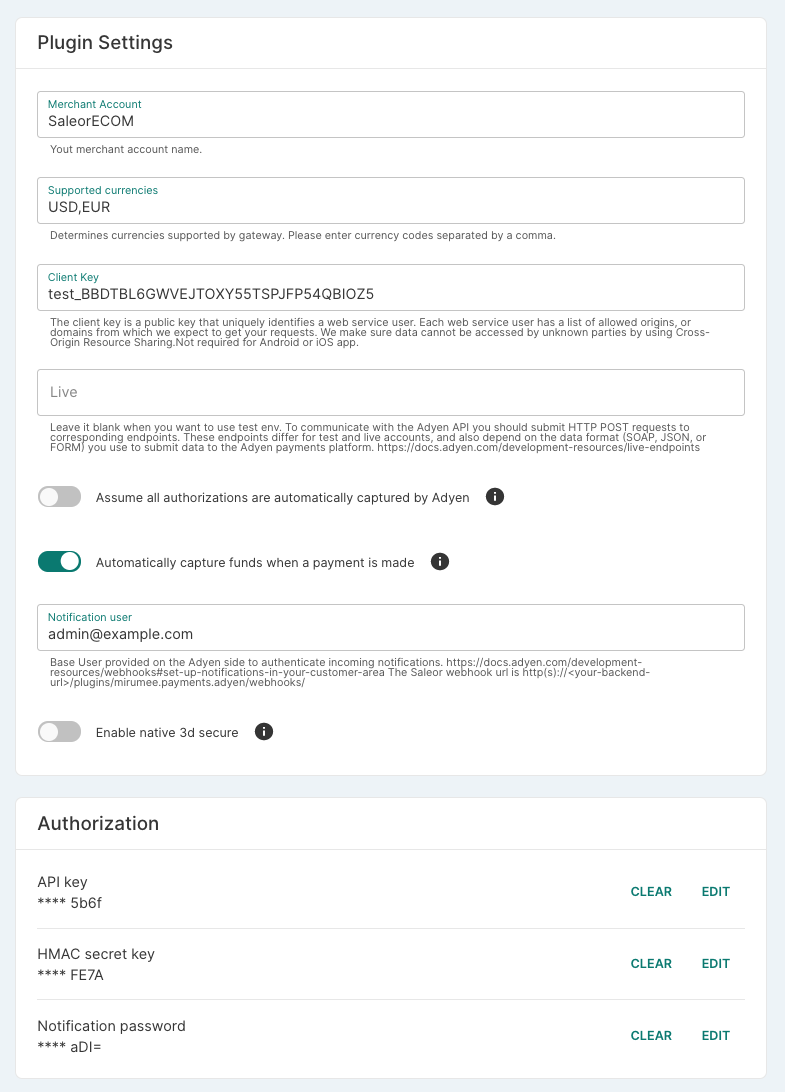 Plugin Settings
Merchant Account
SaleorECOM
Yout merchant account name.
Supported currencies
USD,EUR
Determines currencies supported by gateway. Please enter currency codes separated by a comma.
Client Key
test_BBDTBL6GWVEJTOXY55TSPJFP54QBIOZ5
The client key is a public key that uniquely identifies a web service user. Each web service user has a list of allowed origins, or
domains from which we expect to get your requests. We make sure data cannot be accessed by unknown parties by using Cross-
Origin Resource Sharing.Not required for Android or iOS app.
Live
Leave it blank when you want to use test env. To communicate with the Adyen API you should submit HTTP POST requests to
corresponding endpoints. These endpoints differ for test and live accounts, and also depend on the data format (SOAP, JSON, or
FORM) you use to submit data to the Adyen payments platform. https://docs.adyen.com/development-resources/live-endpoints
Assume all authorizations are automatically captured by Adyen
Automatically capture funds when a payment is made
Notification user
admin@example.com
Base User provided on the Adyen side to authenticate incoming notifications. https://docs.adyen.com/development-
resources/webhooks#set-up-notifications-in-your-customer-area The Saleor webhook url is http(s)://<your-backend-
url>/plugins/mirumee.payments.adyen/webhooks/
Enable native 3d secure
Authorization
API key
**** 5b6f
CLEAR EDIT
HMAC secret key
**** FE7A
CLEAR EDIT
Notification password
**** aDI=
CLEAR EDIT